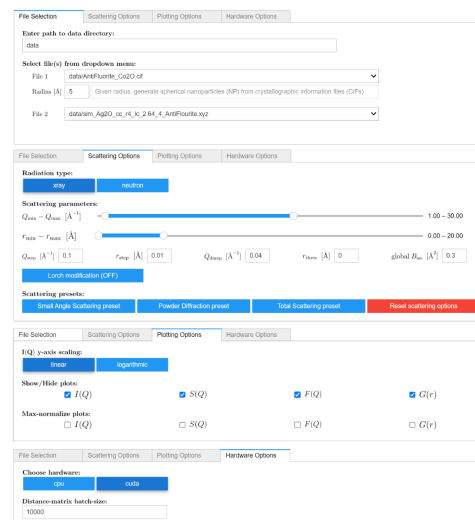 File Selection Scattering Options Plotting Options Hardware Options
Enter path to data directory:
data
Select file(s) from dropdown menu:
File 1 data/AntiFluorite_Co2O.cif
Radius [Å] 5 Given radius, generate spherical nanoparticles (NP) from crystallographic information files (CIFs)
File 2 data/sim_Ag2O_cc_r4_lc_2.64_4_AntiFlourite.xyz
File Selection Scattering Options Plotting Options Hardware Options
Radiation type:
xray neutron
Scattering parameters:
Qmin − Qmax [Å⁻¹] 1.00 – 30.00
rmin − rmax [Å] 0.00 – 20.00
Qstep [Å⁻¹] 0.1 rstep [Å] 0.01 Qdamp [Å⁻¹] 0.04 rthres [Å] 0 global Biso [Å²] 0.3
Lorch modification (OFF)
Scattering presets:
Small Angle Scattering preset Powder Diffraction preset Total Scattering preset Reset scattering options
File Selection Scattering Options Plotting Options Hardware Options
I(Q) y-axis scaling:
linear logarithmic
Show/Hide plots:
I(Q) S(Q) F(Q) G(r)
Max-normalize plots:
I(Q) S(Q) F(Q) G(r)
File Selection Scattering Options Plotting Options Hardware Options
Choose hardware:
cpu cuda
Distance-matrix batch-size:
10000